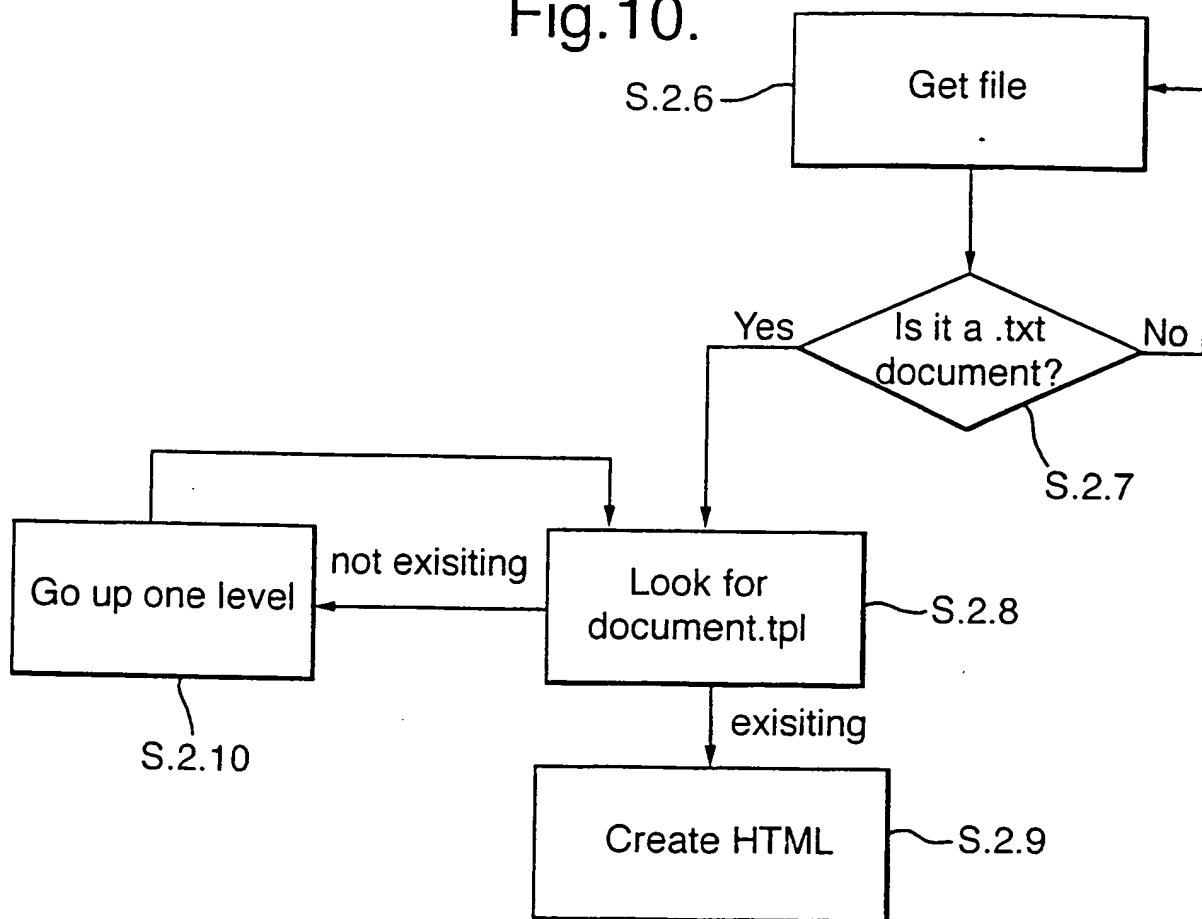 Fig.10.
S.2.6
Get file
Yes
Is it a .txt
document?
No
S.2.7
Go up one level
not exisiting
Look for
document.tpl
S.2.8
S.2.10
exisiting
Create HTML
S.2.9